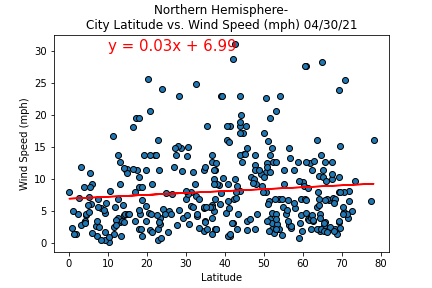 Northern Hemisphere-
City Latitude vs. Wind Speed (mph) 04/30/21
y = 0.03x + 6.99
Wind Speed (mph)
30
25
20
15
10
5
0
0 10 20 30 40 50 60 70 80
Latitude